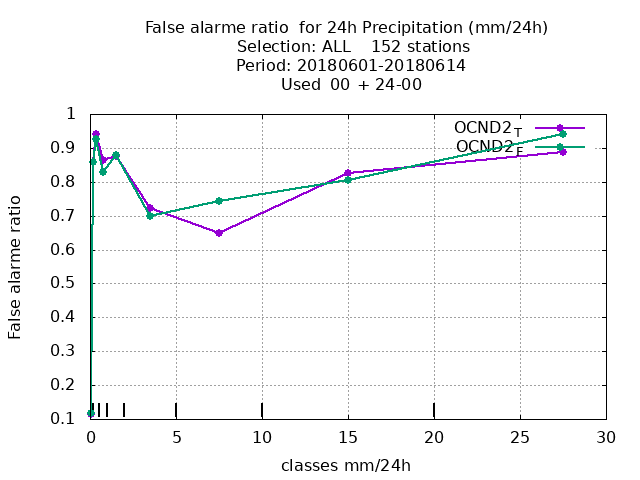 False alarme ratio  for 24h Precipitation (mm/24h)
Selection: ALL    152 stations
Period: 20180601-20180614
Used  00 + 24-00
OCND2_T
OCND2_F
1
0.9
0.8
0.7
0.6
0.5
0.4
0.3
0.2
0.1
False alarme ratio
0 5 10 15 20 25 30
classes mm/24h